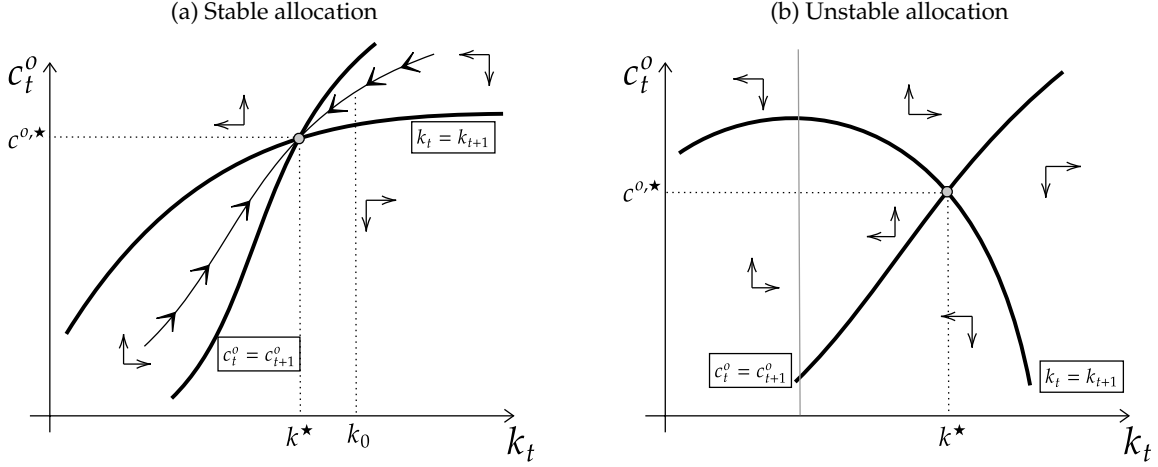 (a) Stable allocation
c_t^o
c^{o,★}
k_t = k_{t+1}
c_t^o = c_{t+1}^o
k^★
k_0
k_t
(b) Unstable allocation
c_t^o
c^{o,★}
c_t^o = c_{t+1}^o
k_t = k_{t+1}
k^★
k_t